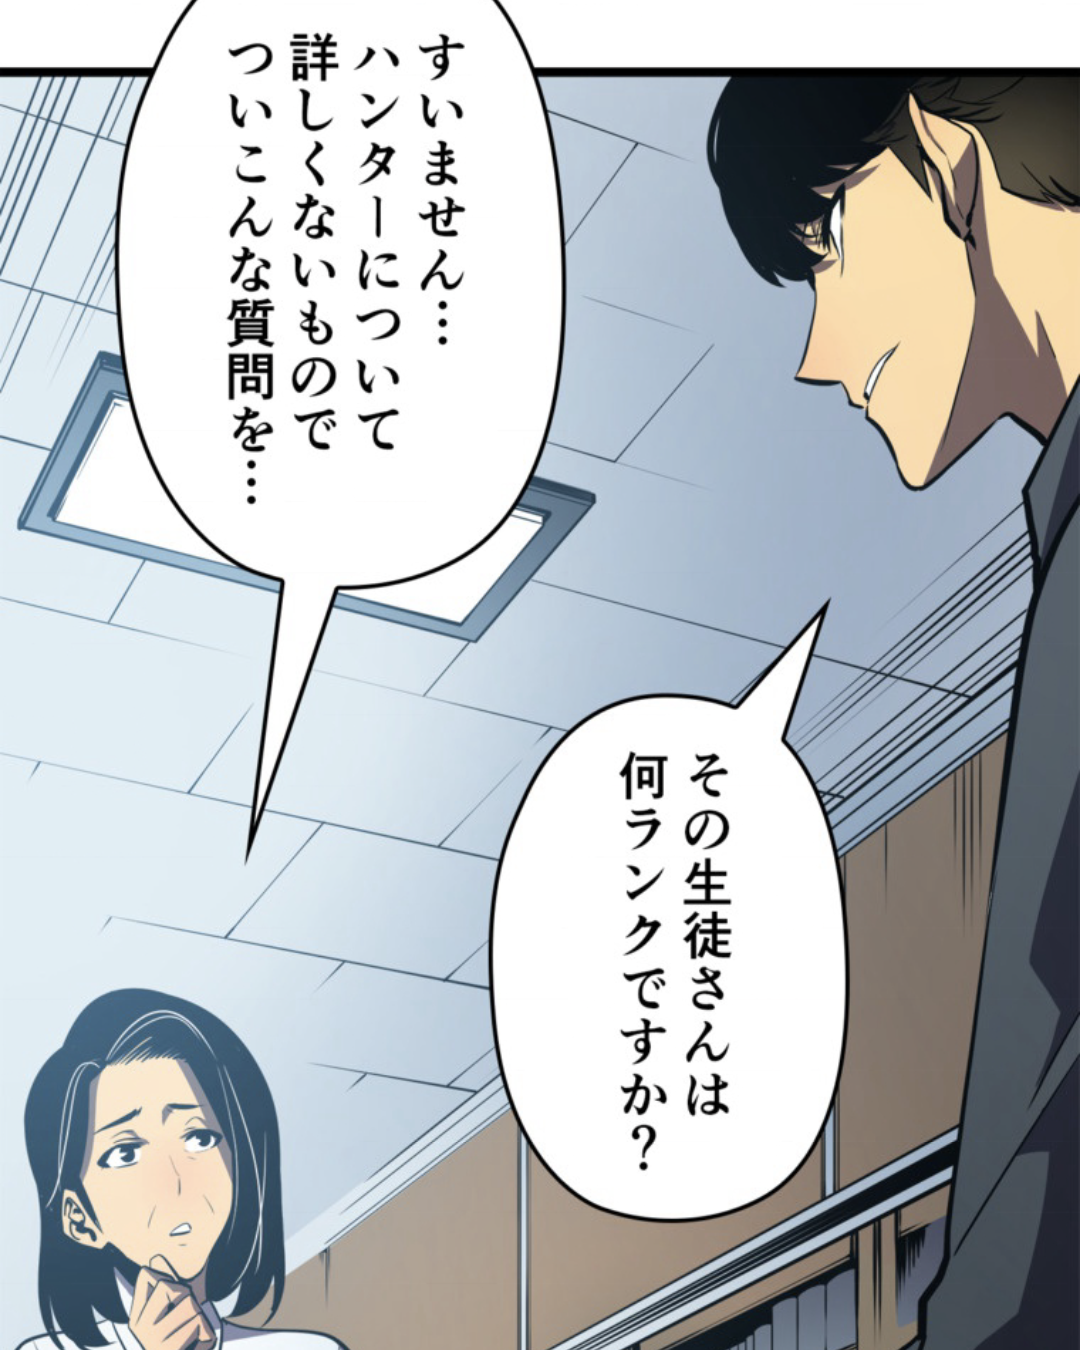 すいません…
ハンターについて
詳しくないもので
ついこんな質問を…
その生徒さんは
何ランクですか？